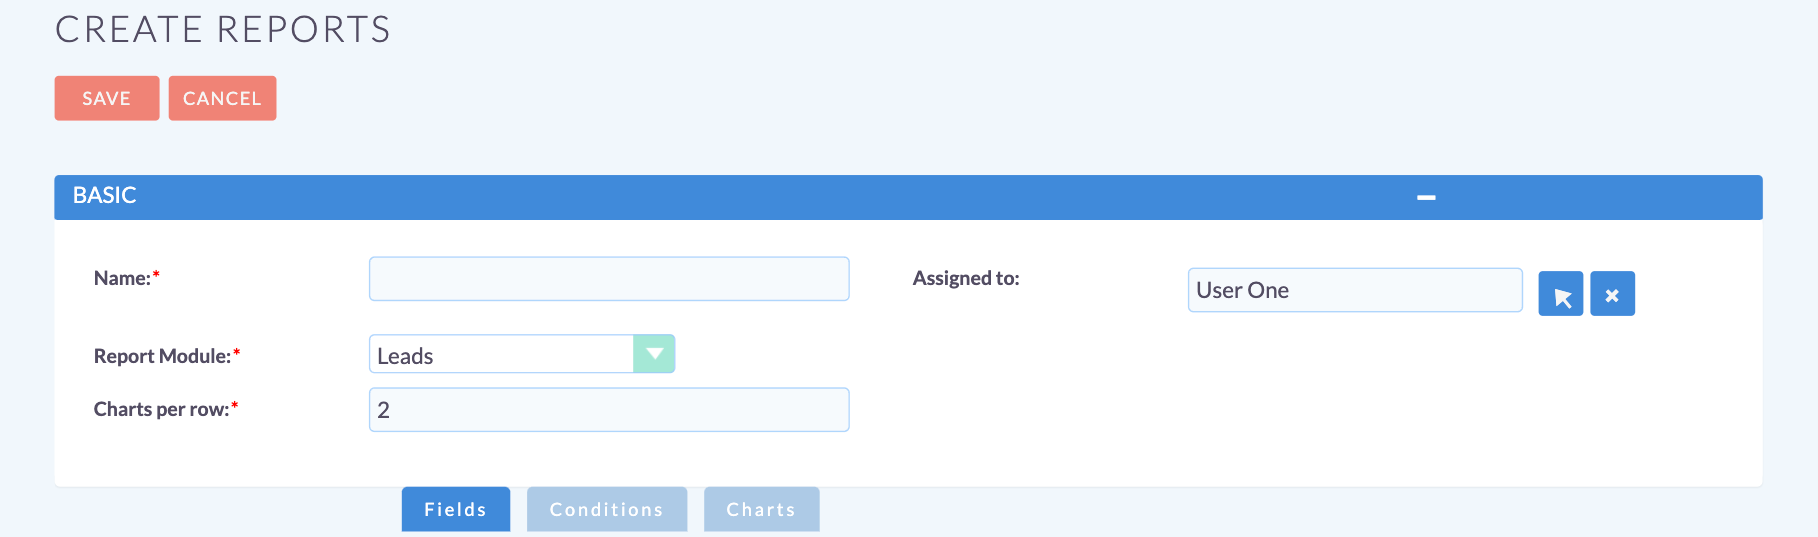 CREATE REPORTS
SAVE CANCEL
BASIC
Name:* Assigned to: User One
Report Module:* Leads
Charts per row:* 2
Fields Conditions Charts